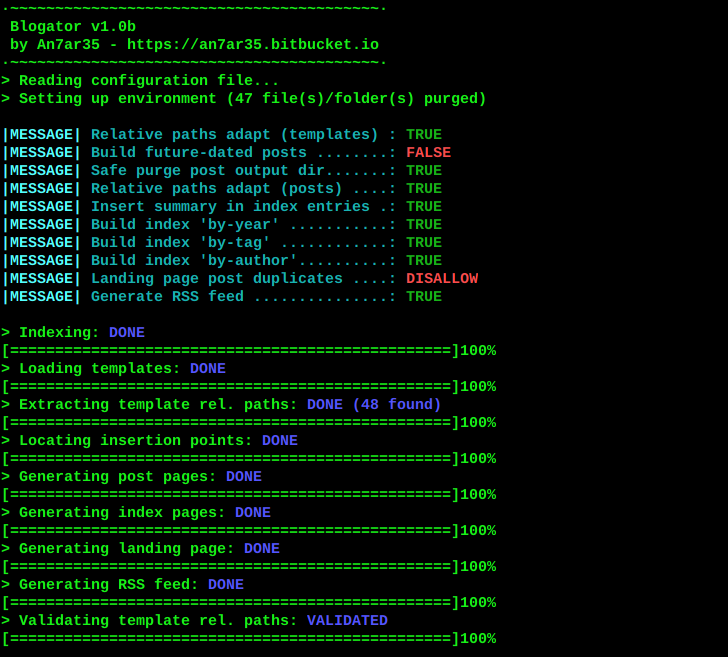 .~~~~~~~~~~~~~~~~~~~~~~~~~~~~~~~~~~~~~~~~~.
Blogator v1.0b
by An7ar35 - https://an7ar35.bitbucket.io
.~~~~~~~~~~~~~~~~~~~~~~~~~~~~~~~~~~~~~~~~~.
> Reading configuration file...
> Setting up environment (47 file(s)/folder(s) purged)
|MESSAGE| Relative paths adapt (templates) : TRUE
|MESSAGE| Build future-dated posts ........: FALSE
|MESSAGE| Safe purge post output dir.......: TRUE
|MESSAGE| Relative paths adapt (posts) ....: TRUE
|MESSAGE| Insert summary in index entries .: TRUE
|MESSAGE| Build index 'by-year' ...........: TRUE
|MESSAGE| Build index 'by-tag' ............: TRUE
|MESSAGE| Build index 'by-author'..........: TRUE
|MESSAGE| Landing page post duplicates ....: DISALLOW
|MESSAGE| Generate RSS feed ...............: TRUE
> Indexing: DONE
[=================================================]100%
> Loading templates: DONE
[=================================================]100%
> Extracting template rel. paths: DONE (48 found)
[=================================================]100%
> Locating insertion points: DONE
[=================================================]100%
> Generating post pages: DONE
[=================================================]100%
> Generating index pages: DONE
[=================================================]100%
> Generating landing page: DONE
[=================================================]100%
> Generating RSS feed: DONE
[=================================================]100%
> Validating template rel. paths: VALIDATED
[=================================================]100%